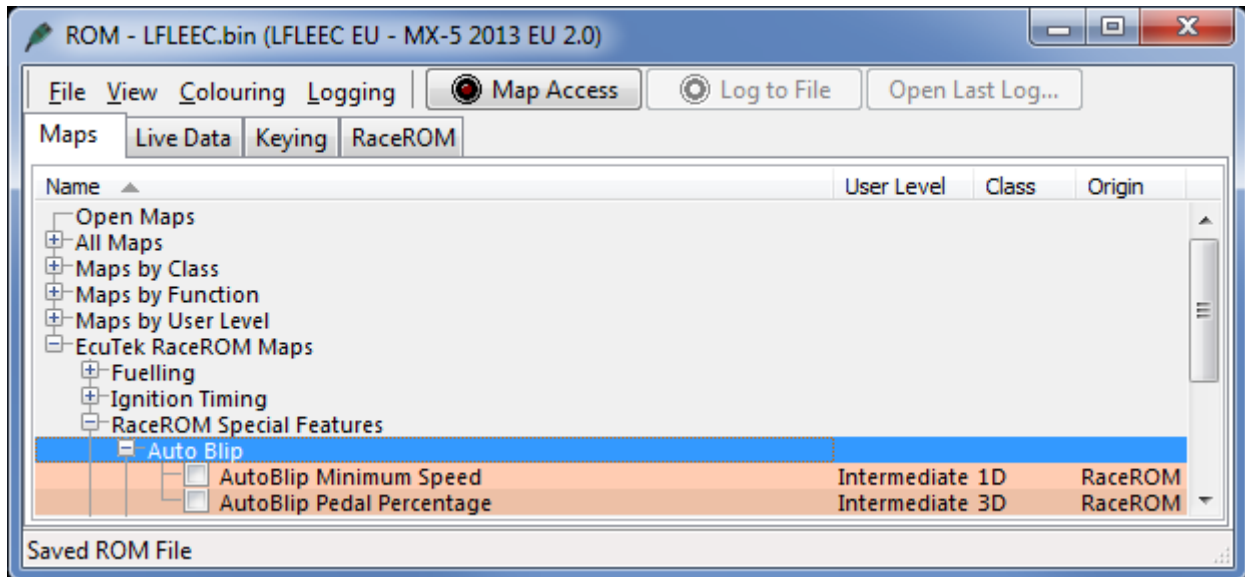 ROM - LFLEEC.bin (LFLEEC EU - MX-5 2013 EU 2.0)
File View Colouring Logging Map Access Log to File Open Last Log...
Maps Live Data Keying RaceROM
Name User Level Class Origin
Open Maps
All Maps
Maps by Class
Maps by Function
Maps by User Level
EcuTek RaceROM Maps
Fuelling
Ignition Timing
RaceROM Special Features
Auto Blip
AutoBlip Minimum Speed Intermediate 1D RaceROM
AutoBlip Pedal Percentage Intermediate 3D RaceROM
Saved ROM File